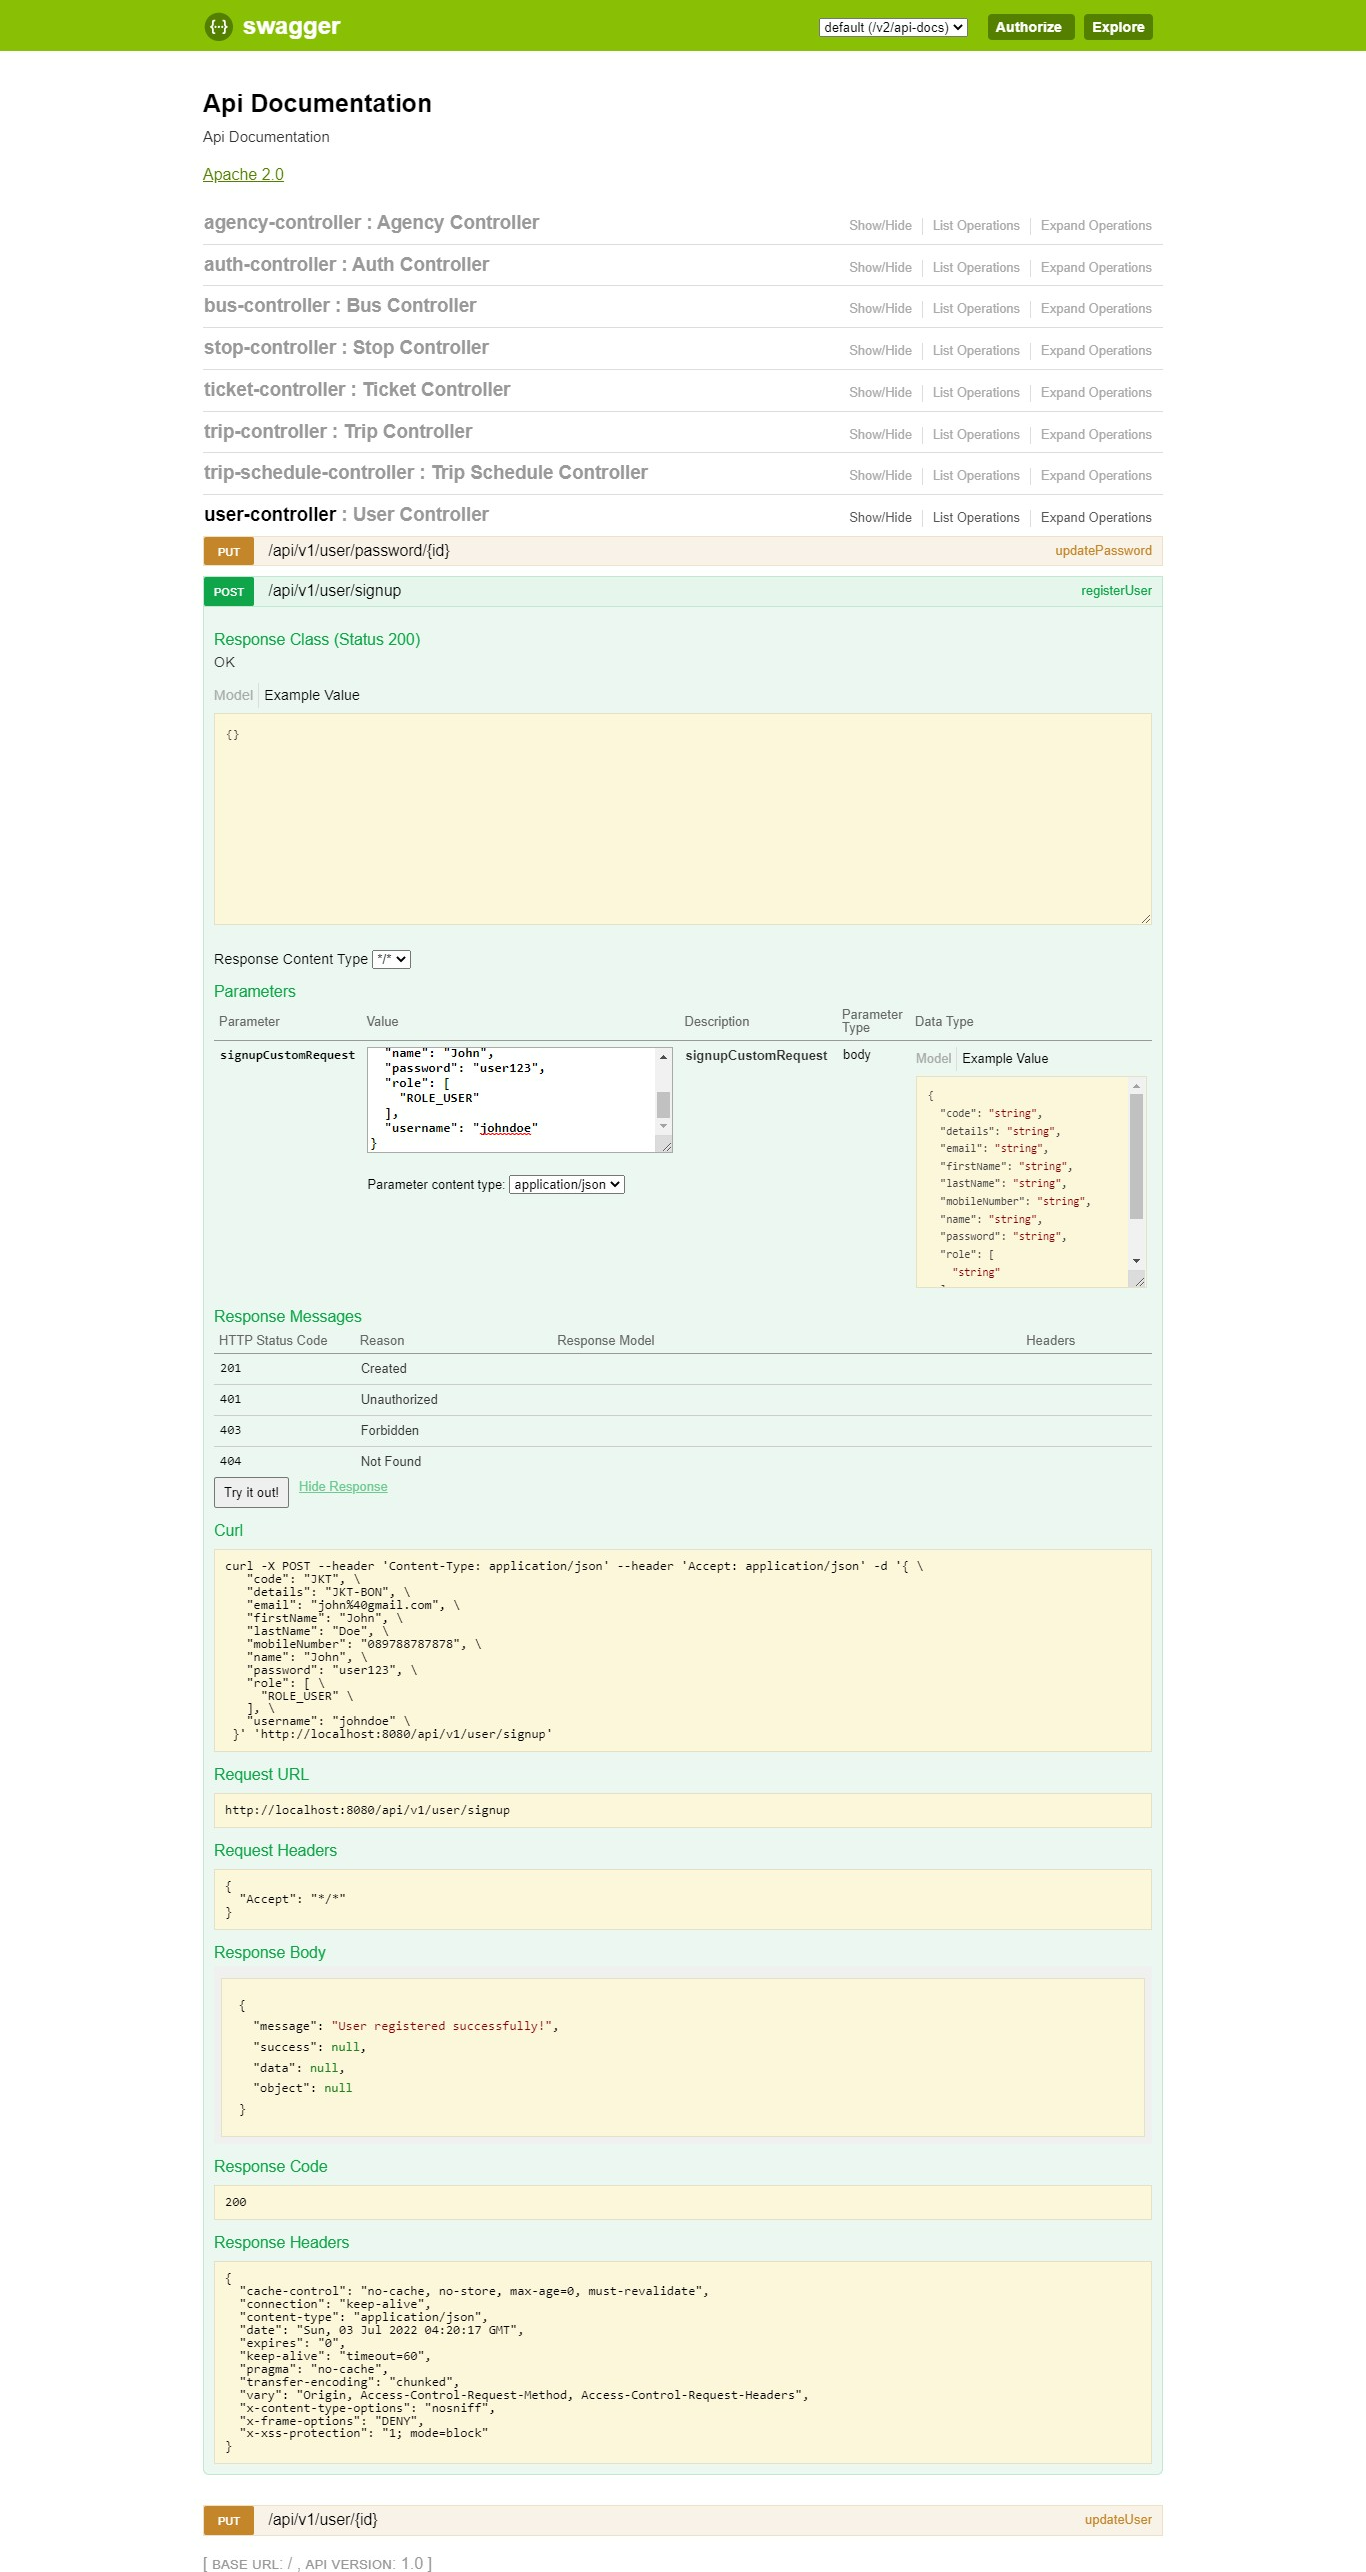 swagger
default (/v2/api-docs) Authorize Explore
Api Documentation
Api Documentation
Apache 2.0
agency-controller : Agency Controller Show/Hide List Operations Expand Operations
auth-controller : Auth Controller Show/Hide List Operations Expand Operations
bus-controller : Bus Controller Show/Hide List Operations Expand Operations
stop-controller : Stop Controller Show/Hide List Operations Expand Operations
ticket-controller : Ticket Controller Show/Hide List Operations Expand Operations
trip-controller : Trip Controller Show/Hide List Operations Expand Operations
trip-schedule-controller : Trip Schedule Controller Show/Hide List Operations Expand Operations
user-controller : User Controller Show/Hide List Operations Expand Operations
PUT /api/v1/user/password/{id} updatePassword
POST /api/v1/user/signup registerUser
Response Class (Status 200)
OK
Model Example Value
{}
Response Content Type */*
Parameters
Parameter Value Description Parameter Type Data Type
signupCustomRequest
"name": "John",
"password": "user123",
"role": [
"ROLE_USER"
],
"username": "johndoe"
}
Parameter content type: application/json
signupCustomRequest
body
Model Example Value
{
"code": "string",
"details": "string",
"email": "string",
"firstName": "string",
"lastName": "string",
"mobileNumber": "string",
"name": "string",
"password": "string",
"role": [
"string"
Response Messages
HTTP Status Code Reason Response Model Headers
201 Created
401 Unauthorized
403 Forbidden
404 Not Found
Try it out! Hide Response
Curl
curl -X POST --header 'Content-Type: application/json' --header 'Accept: application/json' -d '{ \
"code": "JKT", \
"details": "JKT-BON", \
"email": "john%40gmail.com", \
"firstName": "John", \
"lastName": "Doe", \
"mobileNumber": "089788787878", \
"name": "John", \
"password": "user123", \
"role": [ \
"ROLE_USER" \
], \
"username": "johndoe" \
}' 'http://localhost:8080/api/v1/user/signup'
Request URL
http://localhost:8080/api/v1/user/signup
Request Headers
{
"Accept": "*/*"
}
Response Body
{
"message": "User registered successfully!",
"success": null,
"data": null,
"object": null
}
Response Code
200
Response Headers
{
"cache-control": "no-cache, no-store, max-age=0, must-revalidate",
"connection": "keep-alive",
"content-type": "application/json",
"date": "Sun, 03 Jul 2022 04:20:17 GMT",
"expires": "0",
"keep-alive": "timeout=60",
"pragma": "no-cache",
"transfer-encoding": "chunked",
"vary": "Origin, Access-Control-Request-Method, Access-Control-Request-Headers",
"x-content-type-options": "nosniff",
"x-frame-options": "DENY",
"x-xss-protection": "1; mode=block"
}
PUT /api/v1/user/{id} updateUser
[ BASE URL: / , API VERSION: 1.0 ]